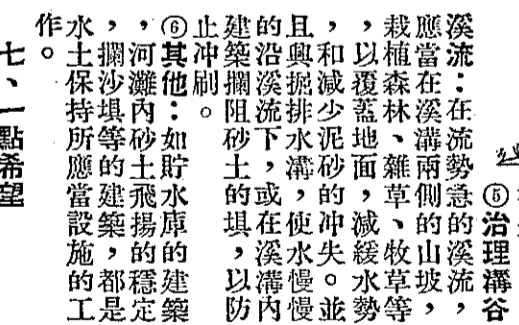 ⑤治理溝谷
溪流：在流勢急的溪流，
應當在溪溝兩側的山坡，
栽植森林、雜草、牧草等
，以覆蓋地面，減緩水勢
，和減少泥砂的冲失。並
且興掘排水溝，使水慢慢
的沿溪流下，或在溪溝內
建築攔阻砂土的埧，以防
止冲刷。
⑥其他：如貯水庫的建築
，河灘內砂土飛揚的穩定
，攔沙埧等的建築，都是
水土保持所應當設施的工
作。
七、一點希望